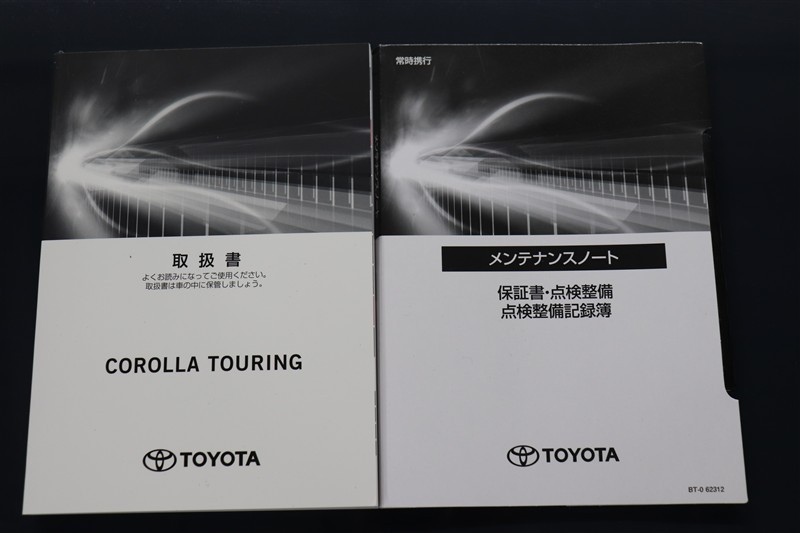 取扱書
よくお読みになってご使用ください。
取扱書は車の中に保管しましょう。
COROLLA TOURING
TOYOTA
常時携行
メンテナンスノート
保証書・点検整備
点検整備記録簿
TOYOTA
BT-0 62312